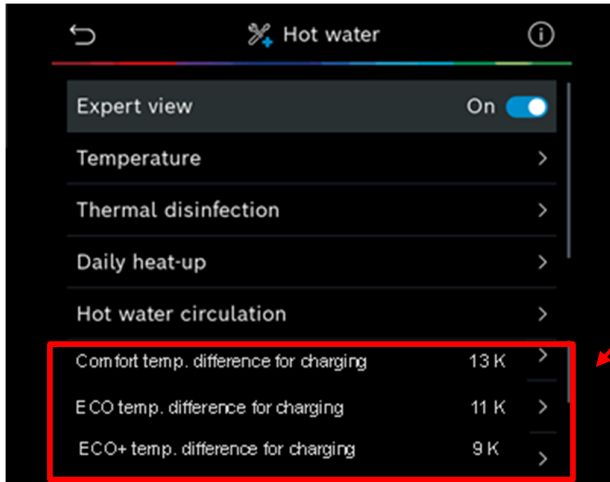 Hot water
Expert view On
Temperature
Thermal disinfection
Daily heat-up
Hot water circulation
Comfort temp. difference for charging 13 K
ECO temp. difference for charging 11 K
ECO+ temp. difference for charging 9 K